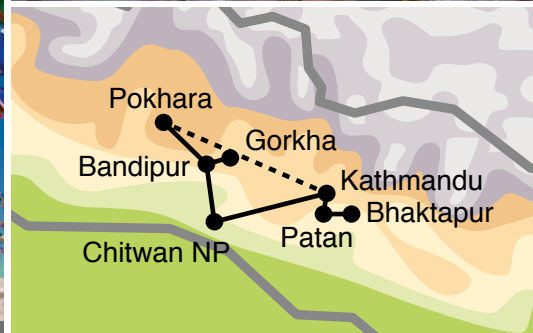 Pokhara
Gorkha
Bandipur
Kathmandu
Bhaktapur
Patan
Chitwan NP